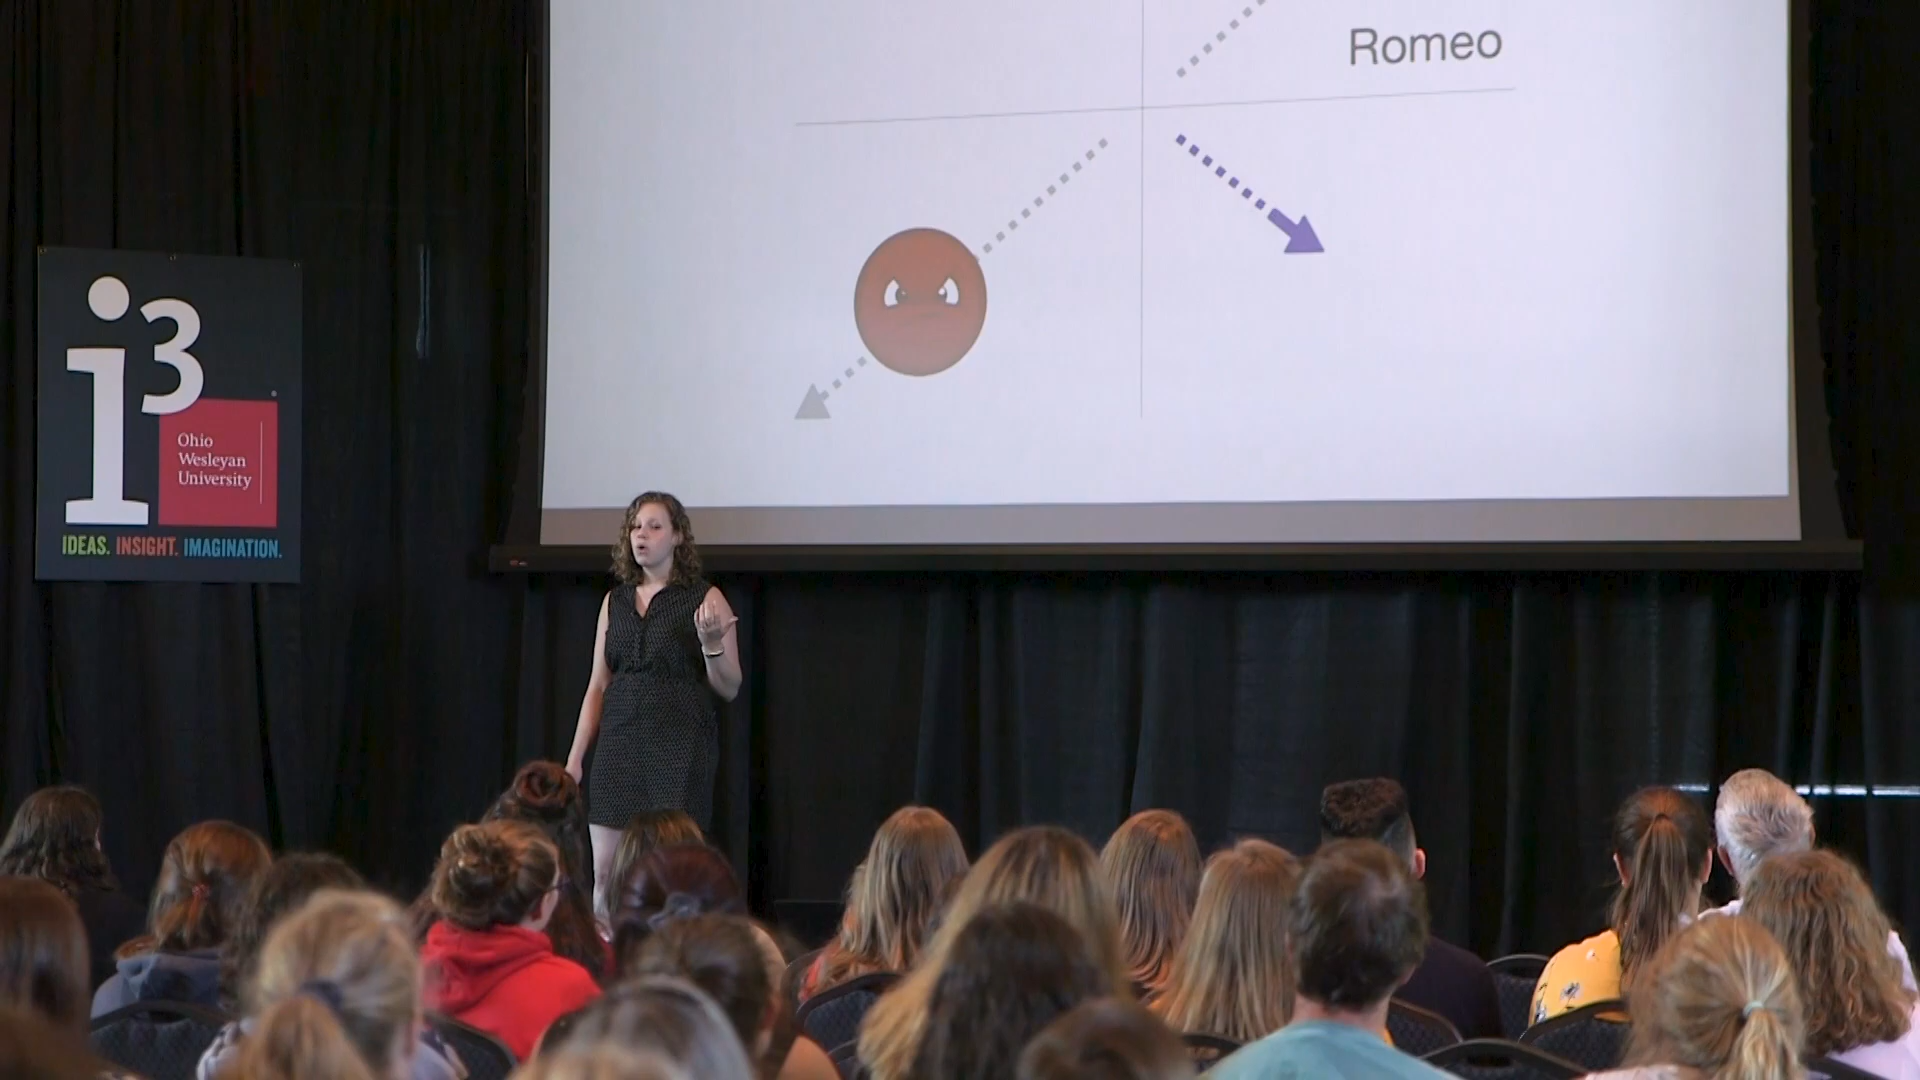 Romeo
i3
Ohio
Wesleyan
University
IDEAS. INSIGHT. IMAGINATION.